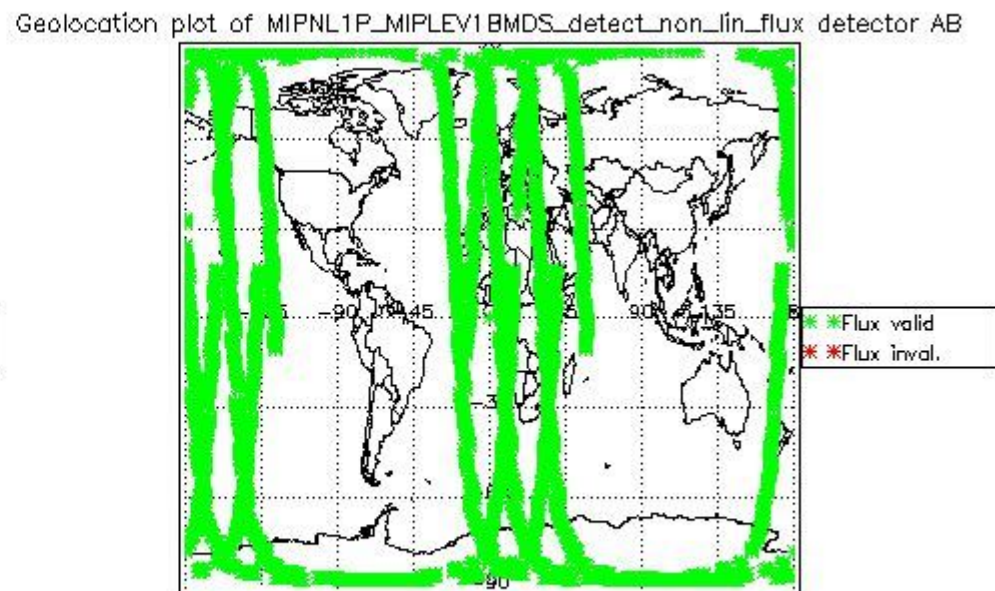 Geolocation plot of MIPNL1P_MIPLEV1BMDS_detect_non_lin_flux detector AB
-90 -45 90 135
Flux valid
Flux inval.
-90